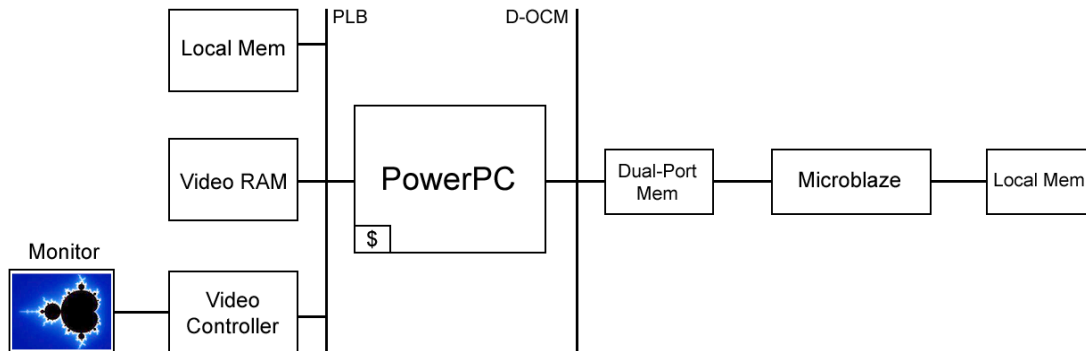 PLB
D-OCM
Local Mem
Video RAM
PowerPC
$
Dual-Port
Mem
Microblaze
Local Mem
Monitor
Video
Controller